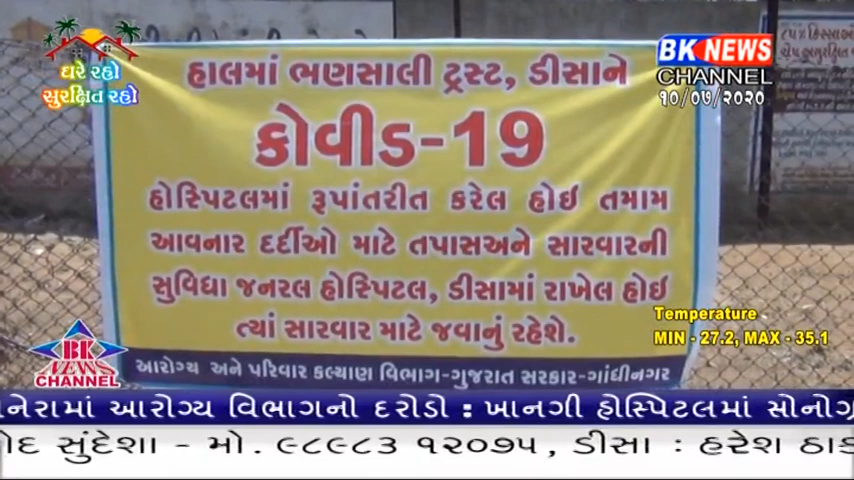 ઘરે રહો
સુરક્ષિત રહો
BK NEWS
CHANNEL
૧૦/૦૭/૨૦૨૦
હાલમાં ભણસાલી ટ્રસ્ટ, ડીસાને
કોવીડ-19
હોસ્પિટલમાં રૂપાંતરીત કરેલ હોઇ તમામ
આવનાર દર્દીઓ માટે તપાસઅને સારવારની
સુવિધા જનરલ હોસ્પિટલ, ડીસામાં રાખેલ હોઇ
ત્યાં સારવાર માટે જવાનું રહેશે.
આરોગ્ય અને પરિવાર કલ્યાણ વિભાગ-ગુજરાત સરકાર-ગાંધીનગર
Temperature
MIN - 27.2, MAX - 35.1
BK
NEWS
CHANNEL
નેરામાં આરોગ્ય વિભાગનો દરોડો : ખાનગી હોસ્પિટલમાં સોનોગ્ર
સુંદેશા - મો. ૯૮૯૮૩ ૧૨૦૭૫, ડીસા : હરેશ ઠાક